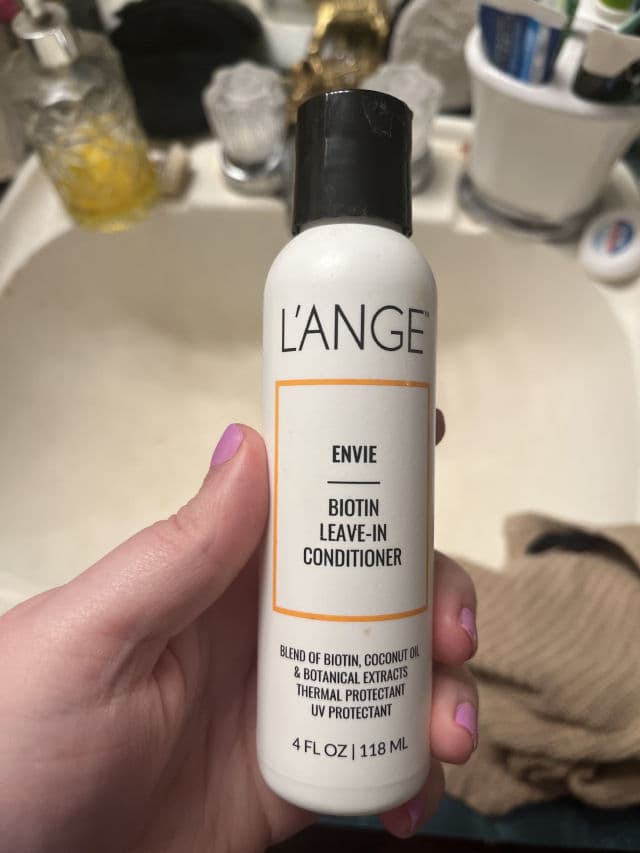 L'ANGE™
ENVIE
BIOTIN
LEAVE-IN
CONDITIONER
BLEND OF BIOTIN, COCONUT OIL
& BOTANICAL EXTRACTS
THERMAL PROTECTANT
UV PROTECTANT
4 FL OZ | 118 ML